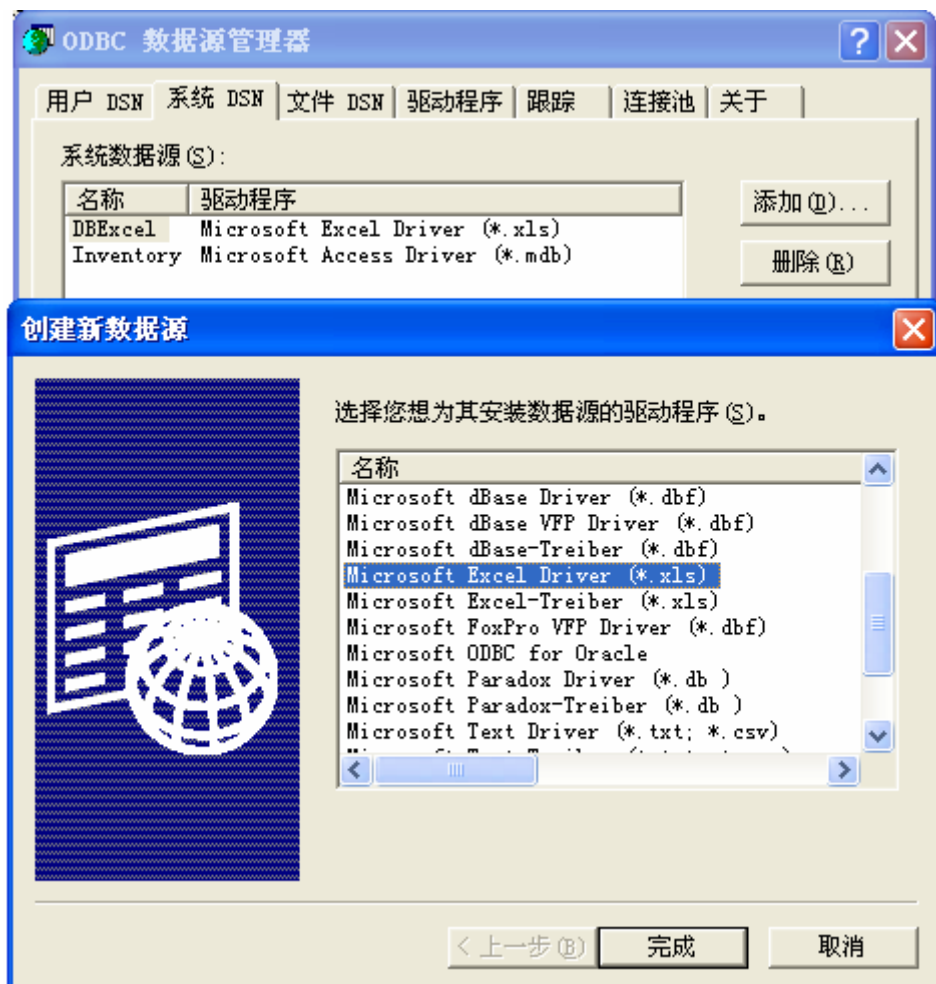 ODBC 数据源管理器
用户 DSN 系统 DSN 文件 DSN 驱动程序 跟踪 连接池 关于
系统数据源(S):
名称 驱动程序 添加(D)...
DBExcel Microsoft Excel Driver (*.xls)
Inventory Microsoft Access Driver (*.mdb) 删除(R)
创建新数据源
选择您想为其安装数据源的驱动程序(S)。
名称
Microsoft dBase Driver (*.dbf)
Microsoft dBase VFP Driver (*.dbf)
Microsoft dBase-Treiber (*.dbf)
Microsoft Excel Driver (*.xls)
Microsoft Excel-Treiber (*.xls)
Microsoft FoxPro VFP Driver (*.dbf)
Microsoft ODBC for Oracle
Microsoft Paradox Driver (*.db )
Microsoft Paradox-Treiber (*.db )
Microsoft Text Driver (*.txt; *.csv)
< 上一步(B) 完成 取消